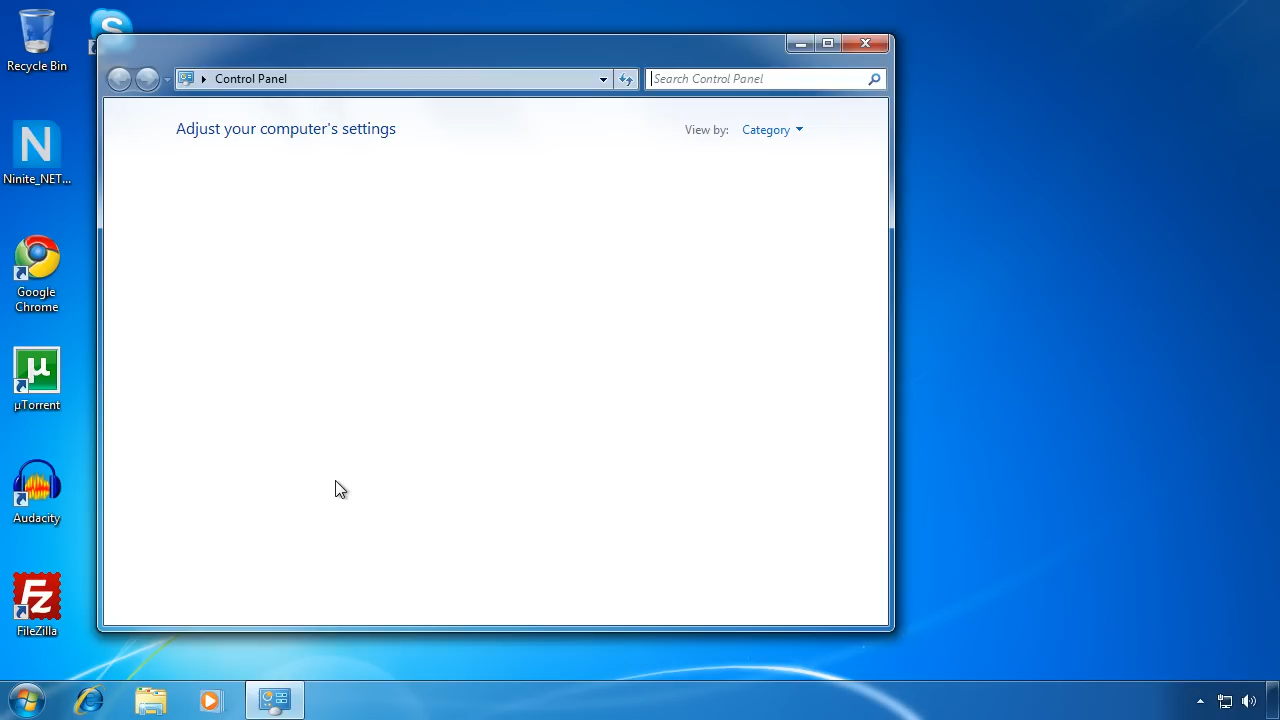 Recycle Bin
Control Panel
Search Control Panel
Adjust your computer's settings
View by: Category
N
Ninite_NET...
Google
Chrome
µ
µTorrent
Audacity
Fz
FileZilla
S